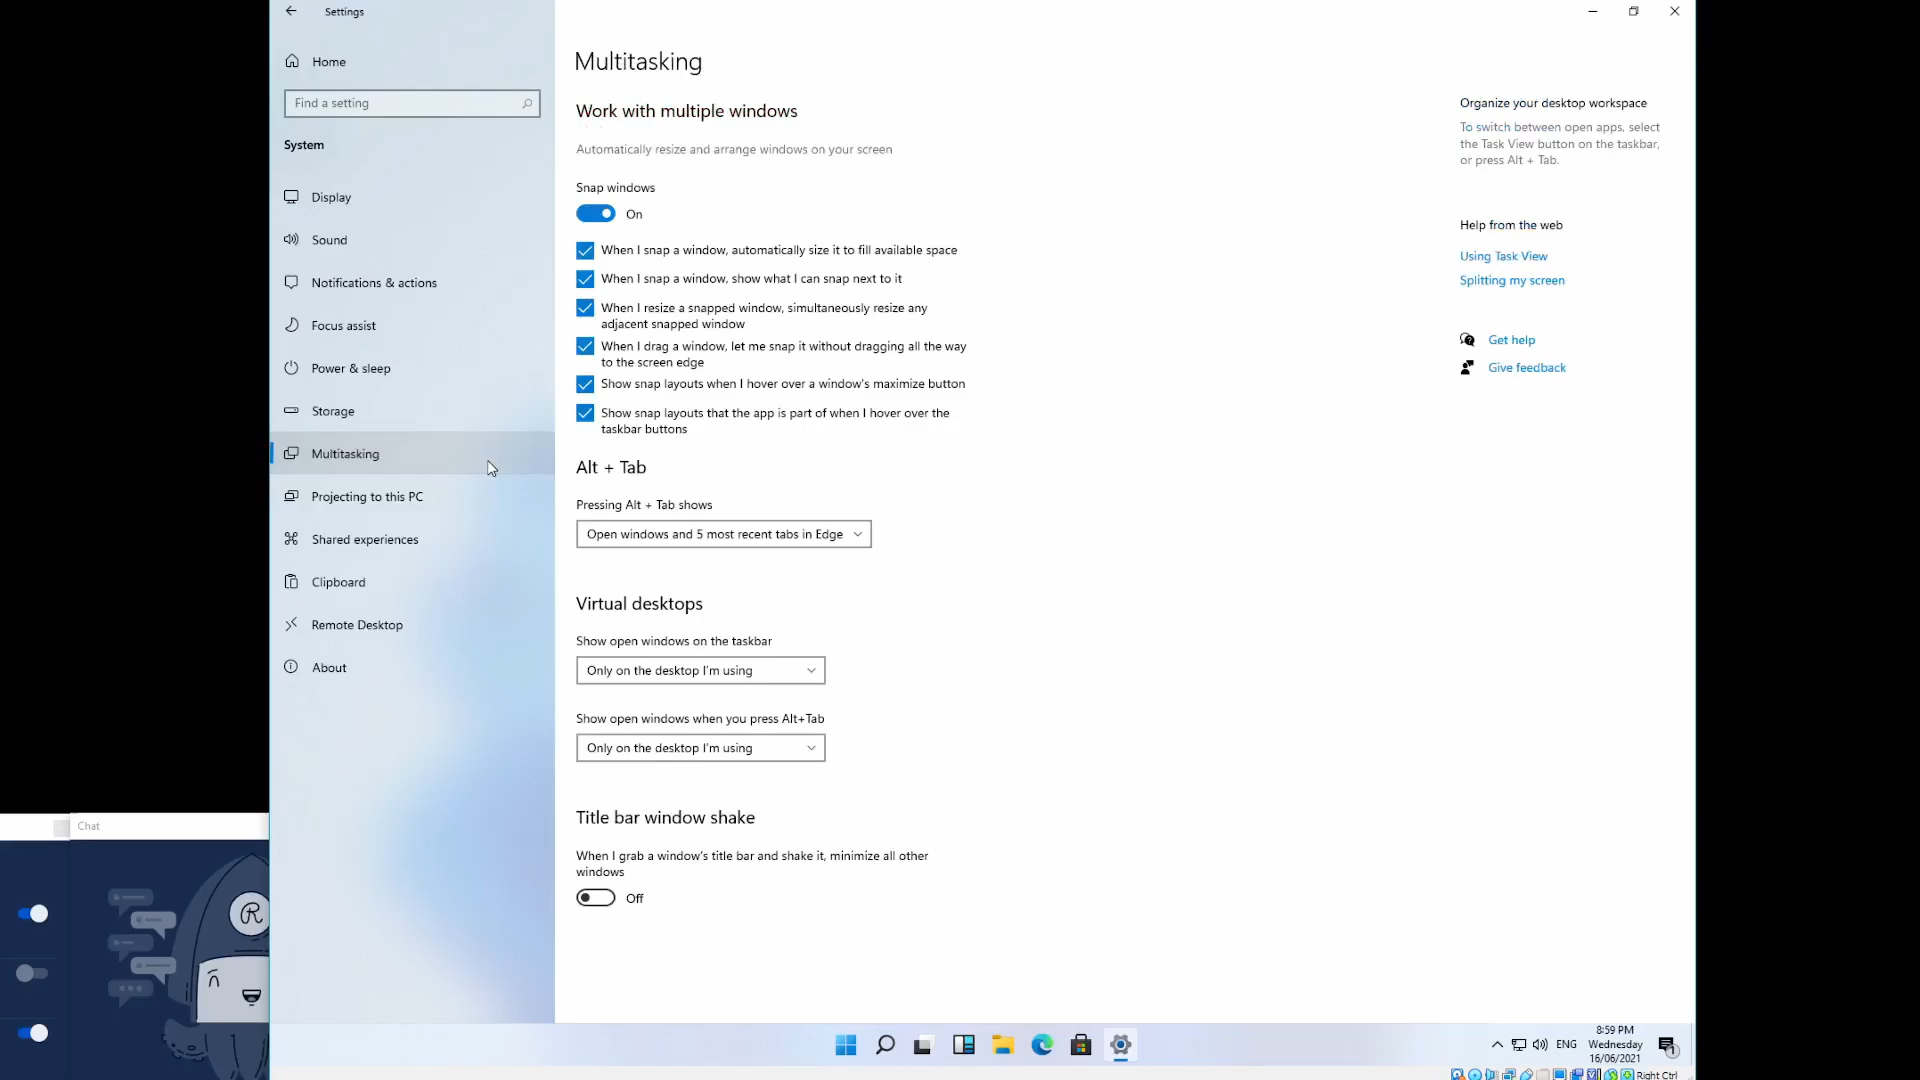 Settings
Home
Find a setting
System
Display
Sound
Notifications & actions
Focus assist
Power & sleep
Storage
Multitasking
Projecting to this PC
Shared experiences
Clipboard
Remote Desktop
About
Multitasking
Work with multiple windows
Automatically resize and arrange windows on your screen
Snap windows
On
When I snap a window, automatically size it to fill available space
When I snap a window, show what I can snap next to it
When I resize a snapped window, simultaneously resize any
adjacent snapped window
When I drag a window, let me snap it without dragging all the way
to the screen edge
Show snap layouts when I hover over a window's maximize button
Show snap layouts that the app is part of when I hover over the
taskbar buttons
Alt + Tab
Pressing Alt + Tab shows
Open windows and 5 most recent tabs in Edge
Virtual desktops
Show open windows on the taskbar
Only on the desktop I'm using
Show open windows when you press Alt+Tab
Only on the desktop I'm using
Title bar window shake
When I grab a window's title bar and shake it, minimize all other
windows
Off
Organize your desktop workspace
To switch between open apps, select
the Task View button on the taskbar,
or press Alt + Tab.
Help from the web
Using Task View
Splitting my screen
Get help
Give feedback
Chat
R
ENG
8:59 PM
Wednesday
16/06/2021
1
Right Ctrl